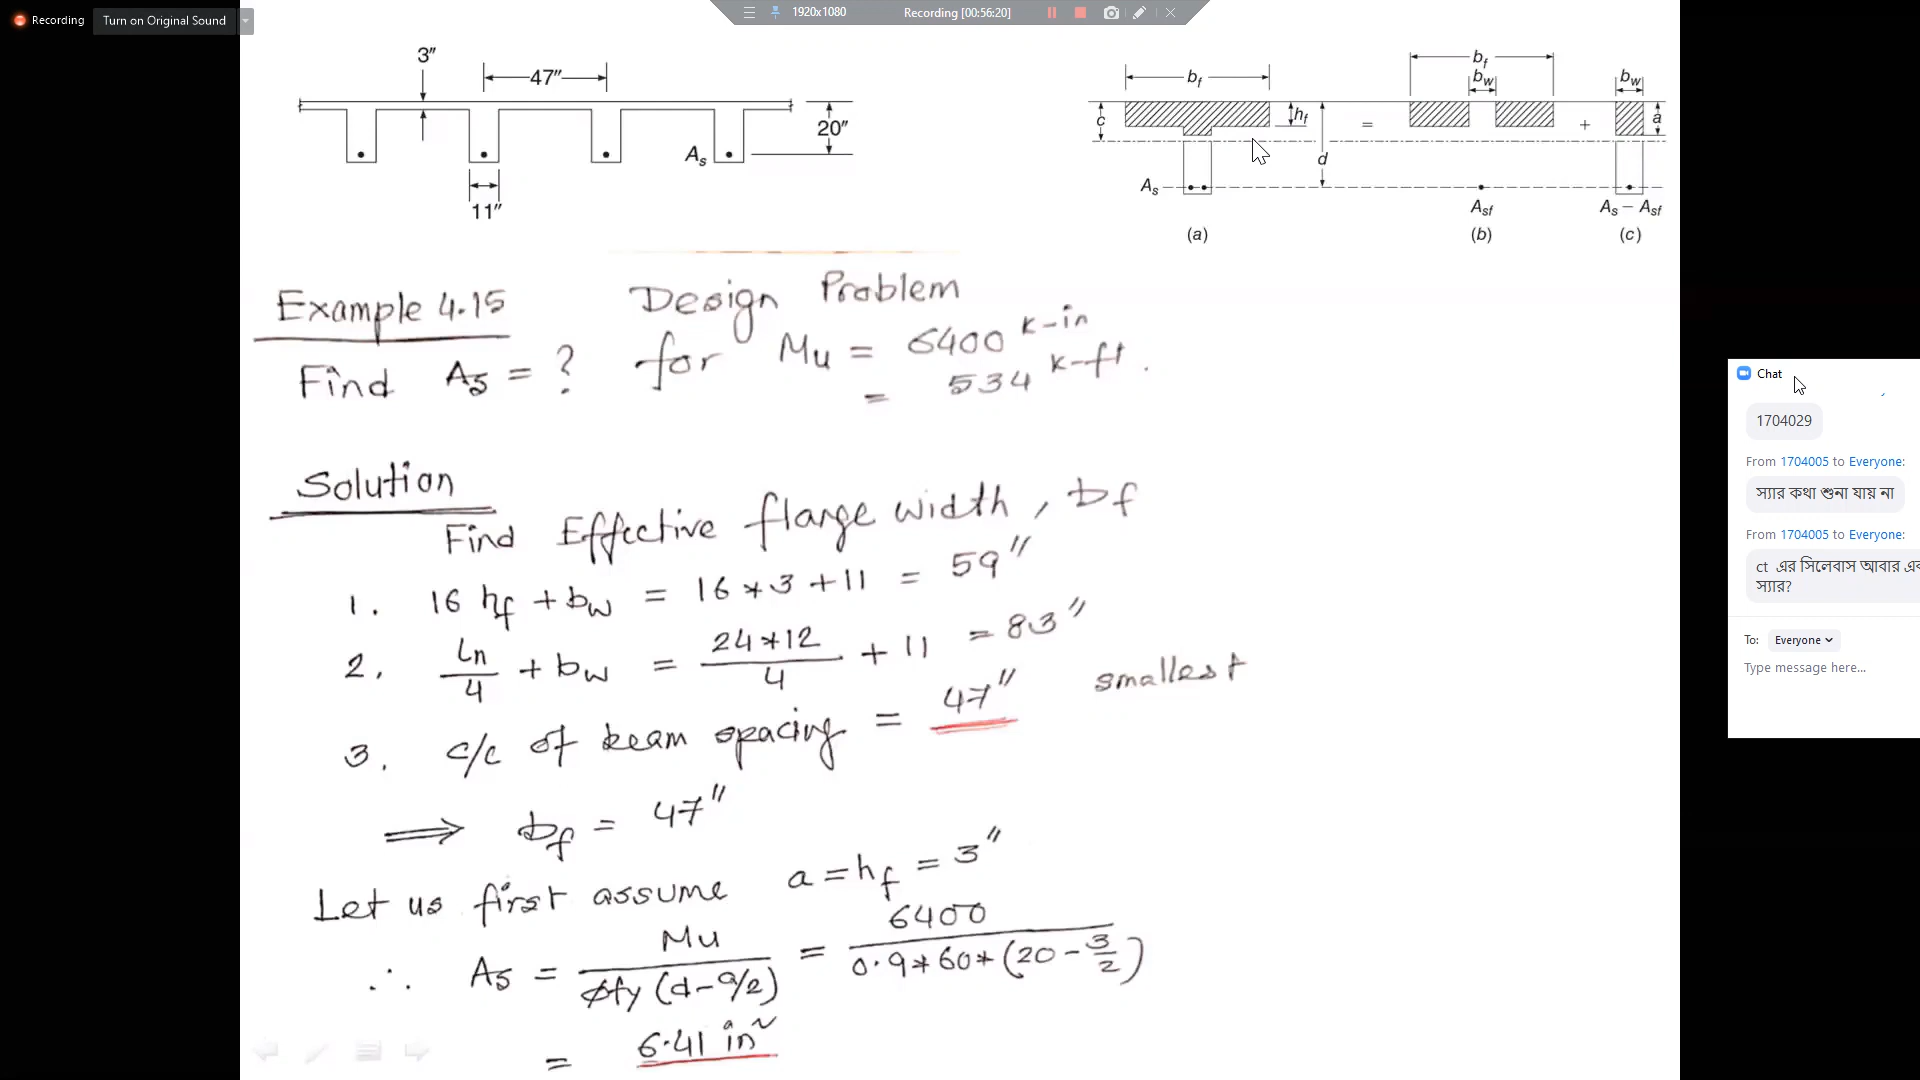 Recording
Turn on Original Sound
1920x1080
Recording [00:56:20]
3"
47"
20"
As
11"
bf
c
hf
d
As
(a)
=
bf
bw
Asf
(b)
+
bw
a
As − Asf
(c)
Example 4.15
Design Problem
Find As = ? for Mu = 6400 k-in
= 534 k-ft.
Solution
Find Effective flange width, bf
1. 16 hf + bw = 16*3+11 = 59"
2. Ln/4 + bw = 24*12/4 + 11 = 83"
3. c/c of beam spacing = 47" smallest
⟹ bf = 47"
Let us first assume a = hf = 3"
∴ As = Mu/ϕfy (d-a/2) = 6400/0.9*60*(20-3/2)
= 6.41 in²
Chat
1704029
From 1704005 to Everyone:
স্যার কথা শুনা যায় না
From 1704005 to Everyone:
ct এর সিলেবাস আবার এক
স্যার?
To: Everyone
Type message here...